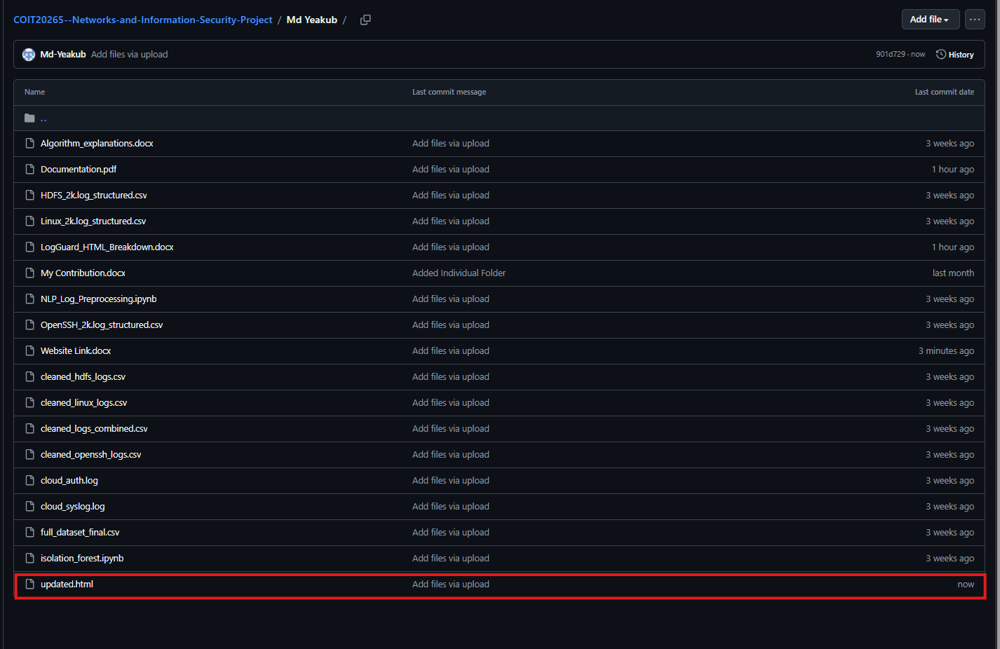 COIT20265--Networks-and-Information-Security-Project / Md Yeakub /
Add file
Md-Yeakub Add files via upload 901d729 · now History
Name Last commit message Last commit date
..
Algorithm_explanations.docx Add files via upload 3 weeks ago
Documentation.pdf Add files via upload 1 hour ago
HDFS_2k.log_structured.csv Add files via upload 3 weeks ago
Linux_2k.log_structured.csv Add files via upload 3 weeks ago
LogGuard_HTML_Breakdown.docx Add files via upload 1 hour ago
My Contribution.docx Added Individual Folder last month
NLP_Log_Preprocessing.ipynb Add files via upload 3 weeks ago
OpenSSH_2k.log_structured.csv Add files via upload 3 weeks ago
Website Link.docx Add files via upload 3 minutes ago
cleaned_hdfs_logs.csv Add files via upload 3 weeks ago
cleaned_linux_logs.csv Add files via upload 3 weeks ago
cleaned_logs_combined.csv Add files via upload 3 weeks ago
cleaned_openssh_logs.csv Add files via upload 3 weeks ago
cloud_auth.log Add files via upload 3 weeks ago
cloud_syslog.log Add files via upload 3 weeks ago
full_dataset_final.csv Add files via upload 3 weeks ago
isolation_forest.ipynb Add files via upload 3 weeks ago
updated.html Add files via upload now